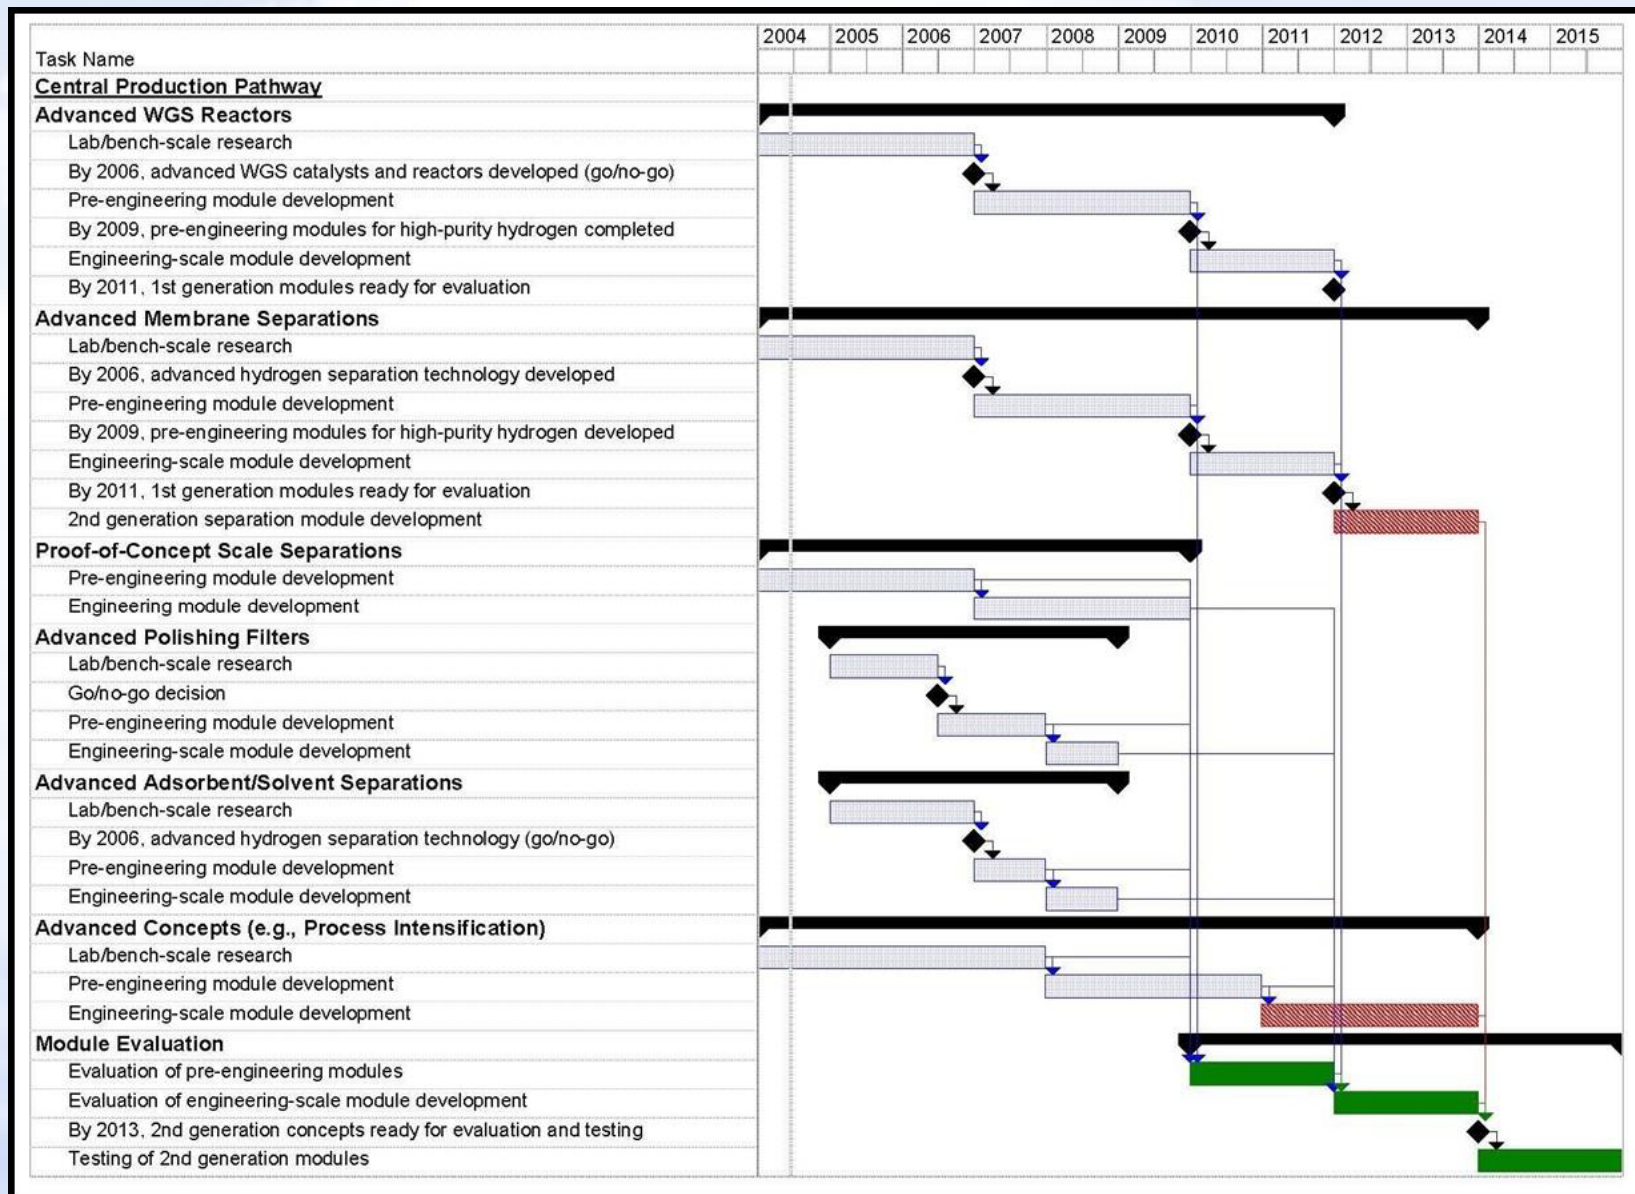 2004 2005 2006 2007 2008 2009 2010 2011 2012 2013 2014 2015
Task Name
Central Production Pathway
Advanced WGS Reactors
Lab/bench-scale research
By 2006, advanced WGS catalysts and reactors developed (go/no-go)
Pre-engineering module development
By 2009, pre-engineering modules for high-purity hydrogen completed
Engineering-scale module development
By 2011, 1st generation modules ready for evaluation
Advanced Membrane Separations
Lab/bench-scale research
By 2006, advanced hydrogen separation technology developed
Pre-engineering module development
By 2009, pre-engineering modules for high-purity hydrogen developed
Engineering-scale module development
By 2011, 1st generation modules ready for evaluation
2nd generation separation module development
Proof-of-Concept Scale Separations
Pre-engineering module development
Engineering module development
Advanced Polishing Filters
Lab/bench-scale research
Go/no-go decision
Pre-engineering module development
Engineering-scale module development
Advanced Adsorbent/Solvent Separations
Lab/bench-scale research
By 2006, advanced hydrogen separation technology (go/no-go)
Pre-engineering module development
Engineering-scale module development
Advanced Concepts (e.g., Process Intensification)
Lab/bench-scale research
Pre-engineering module development
Engineering-scale module development
Module Evaluation
Evaluation of pre-engineering modules
Evaluation of engineering-scale module development
By 2013, 2nd generation concepts ready for evaluation and testing
Testing of 2nd generation modules